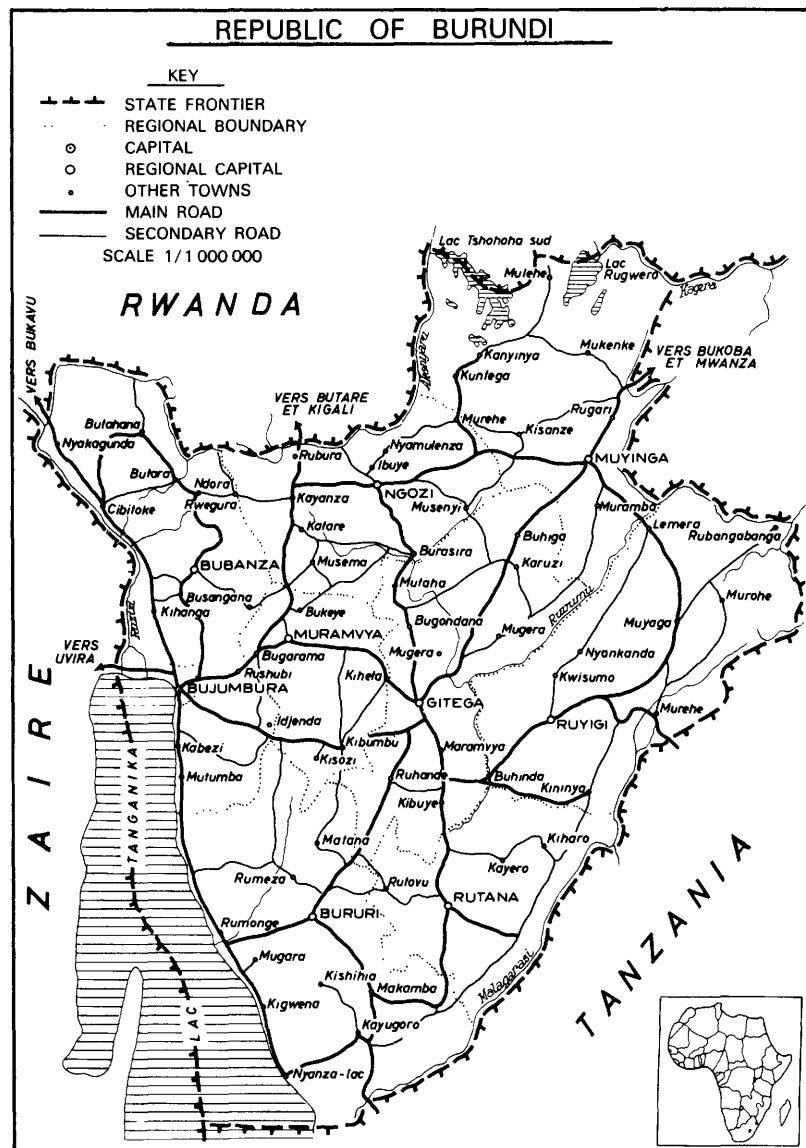 REPUBLIC OF BURUNDI
KEY
STATE FRONTIER
REGIONAL BOUNDARY
CAPITAL
REGIONAL CAPITAL
OTHER TOWNS
MAIN ROAD
SECONDARY ROAD
SCALE 1/1 000 000
Lac Tshohoha sud
Lac
Rugwero
Mulehe
Kagera
RWANDA
VERS BUKAVU
Kanyinya
Mukenke
VERS BUKOBA
ET MWANZA
Kuntega
VERS BUTARE
ET KIGALI
Butahana
Nyakagunda
Murehe
Rugari
Kisanze
Nyamulenza
Rubura
Ibuye
MUYINGA
Butara
Ndora
Rwegura
Kayanza
NGOZI
Cibitoke
Musenyi
Muramba
Lemera
Rubangabanga
Katare
Buhiga
Burasira
Musema
Karuzi
BUBANZA
Mutaha
Busangana
Murohe
Kihanga
Bukeye
Bugondana
Ruvuvu
Muyaga
MURAMVYA
Mugera
VERS
UVIRA
Bugarama
Mugera
Nyankanda
Rushubi
Kiheta
Kwisumo
BUJUMBURA
GITEGA
Murehe
Idjenda
RUYIGI
Kabezi
Kibumbu
Kisozi
Maramvya
Mutumba
Ruhande
Buhinda
Kininya
Kibuye
ZAIRE
TANGANIKA
Matana
Kiharo
Kayero
Rumeza
Rutovu
RUTANA
BURURI
Rumonge
TANZANIA
Mugara
Kishihia
Makamba
Malagarasi
Kigwena
Kayugoro
LAC
Nyanza-lac